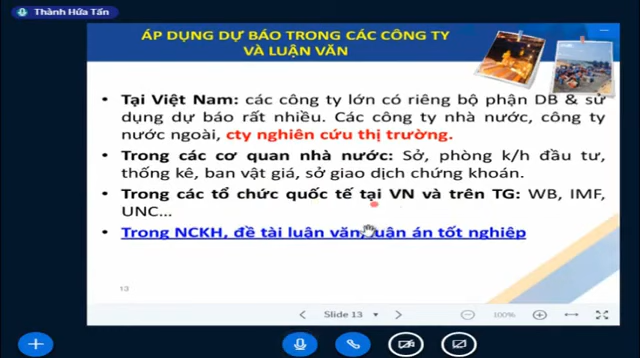 Thành Hứa Tấn
ÁP DỤNG DỰ BÁO TRONG CÁC CÔNG TY
VÀ LUẬN VĂN
• Tại Việt Nam: các công ty lớn có riêng bộ phận DB & sử
dụng dự báo rất nhiều. Các công ty nhà nước, công ty
nước ngoài, cty nghiên cứu thị trường.
• Trong các cơ quan nhà nước: Sở, phòng k/h đầu tư,
thống kê, ban vật giá, sở giao dịch chứng khoán.
• Trong các tổ chức quốc tế tại VN và trên TG: WB, IMF,
UNC...
• Trong NCKH, đề tài luận văn, luận án tốt nghiệp
13
Slide 13
100%